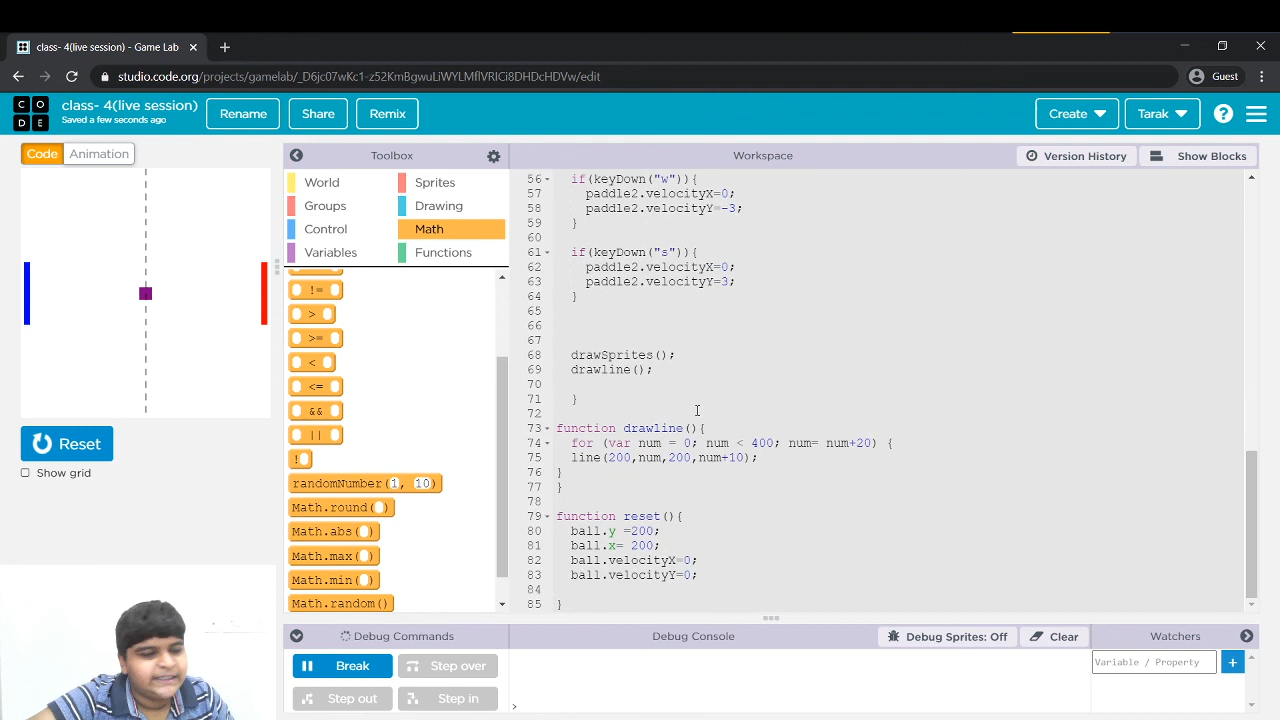 class- 4(live session) - Game Lab
studio.code.org/projects/gamelab/_D6jc07wKc1-z52KmBgwuLiWYLMflVRICi8DHDcHDVw/edit
Guest
C O
D E
class- 4(live session)
Saved a few seconds ago
Rename
Share
Remix
Create
Tarak
?
Code
Animation
Toolbox
Workspace
Version History
Show Blocks
World
Sprites
Groups
Drawing
Control
Math
Variables
Functions
!=
>
>=
<
<=
&&
||
!
randomNumber(1, 10)
Math.round( )
Math.abs( )
Math.max( )
Math.min( )
Math.random()
56 if(keyDown("w")){
57 paddle2.velocityX=0;
58 paddle2.velocityY=-3;
59 }
60
61 if(keyDown("s")){
62 paddle2.velocityX=0;
63 paddle2.velocityY=3;
64 }
65
66
67
68 drawSprites();
69 drawline();
70
71 }
72
73 function drawline(){
74 for (var num = 0; num < 400; num= num+20) {
75 line(200,num,200,num+10);
76 }
77 }
78
79 function reset(){
80 ball.y =200;
81 ball.x= 200;
82 ball.velocityX=0;
83 ball.velocityY=0;
84
85 }
Reset
Show grid
Debug Commands
Debug Console
Debug Sprites: Off
Clear
Watchers
Break
Step over
Step out
Step in
Variable / Property
+
>